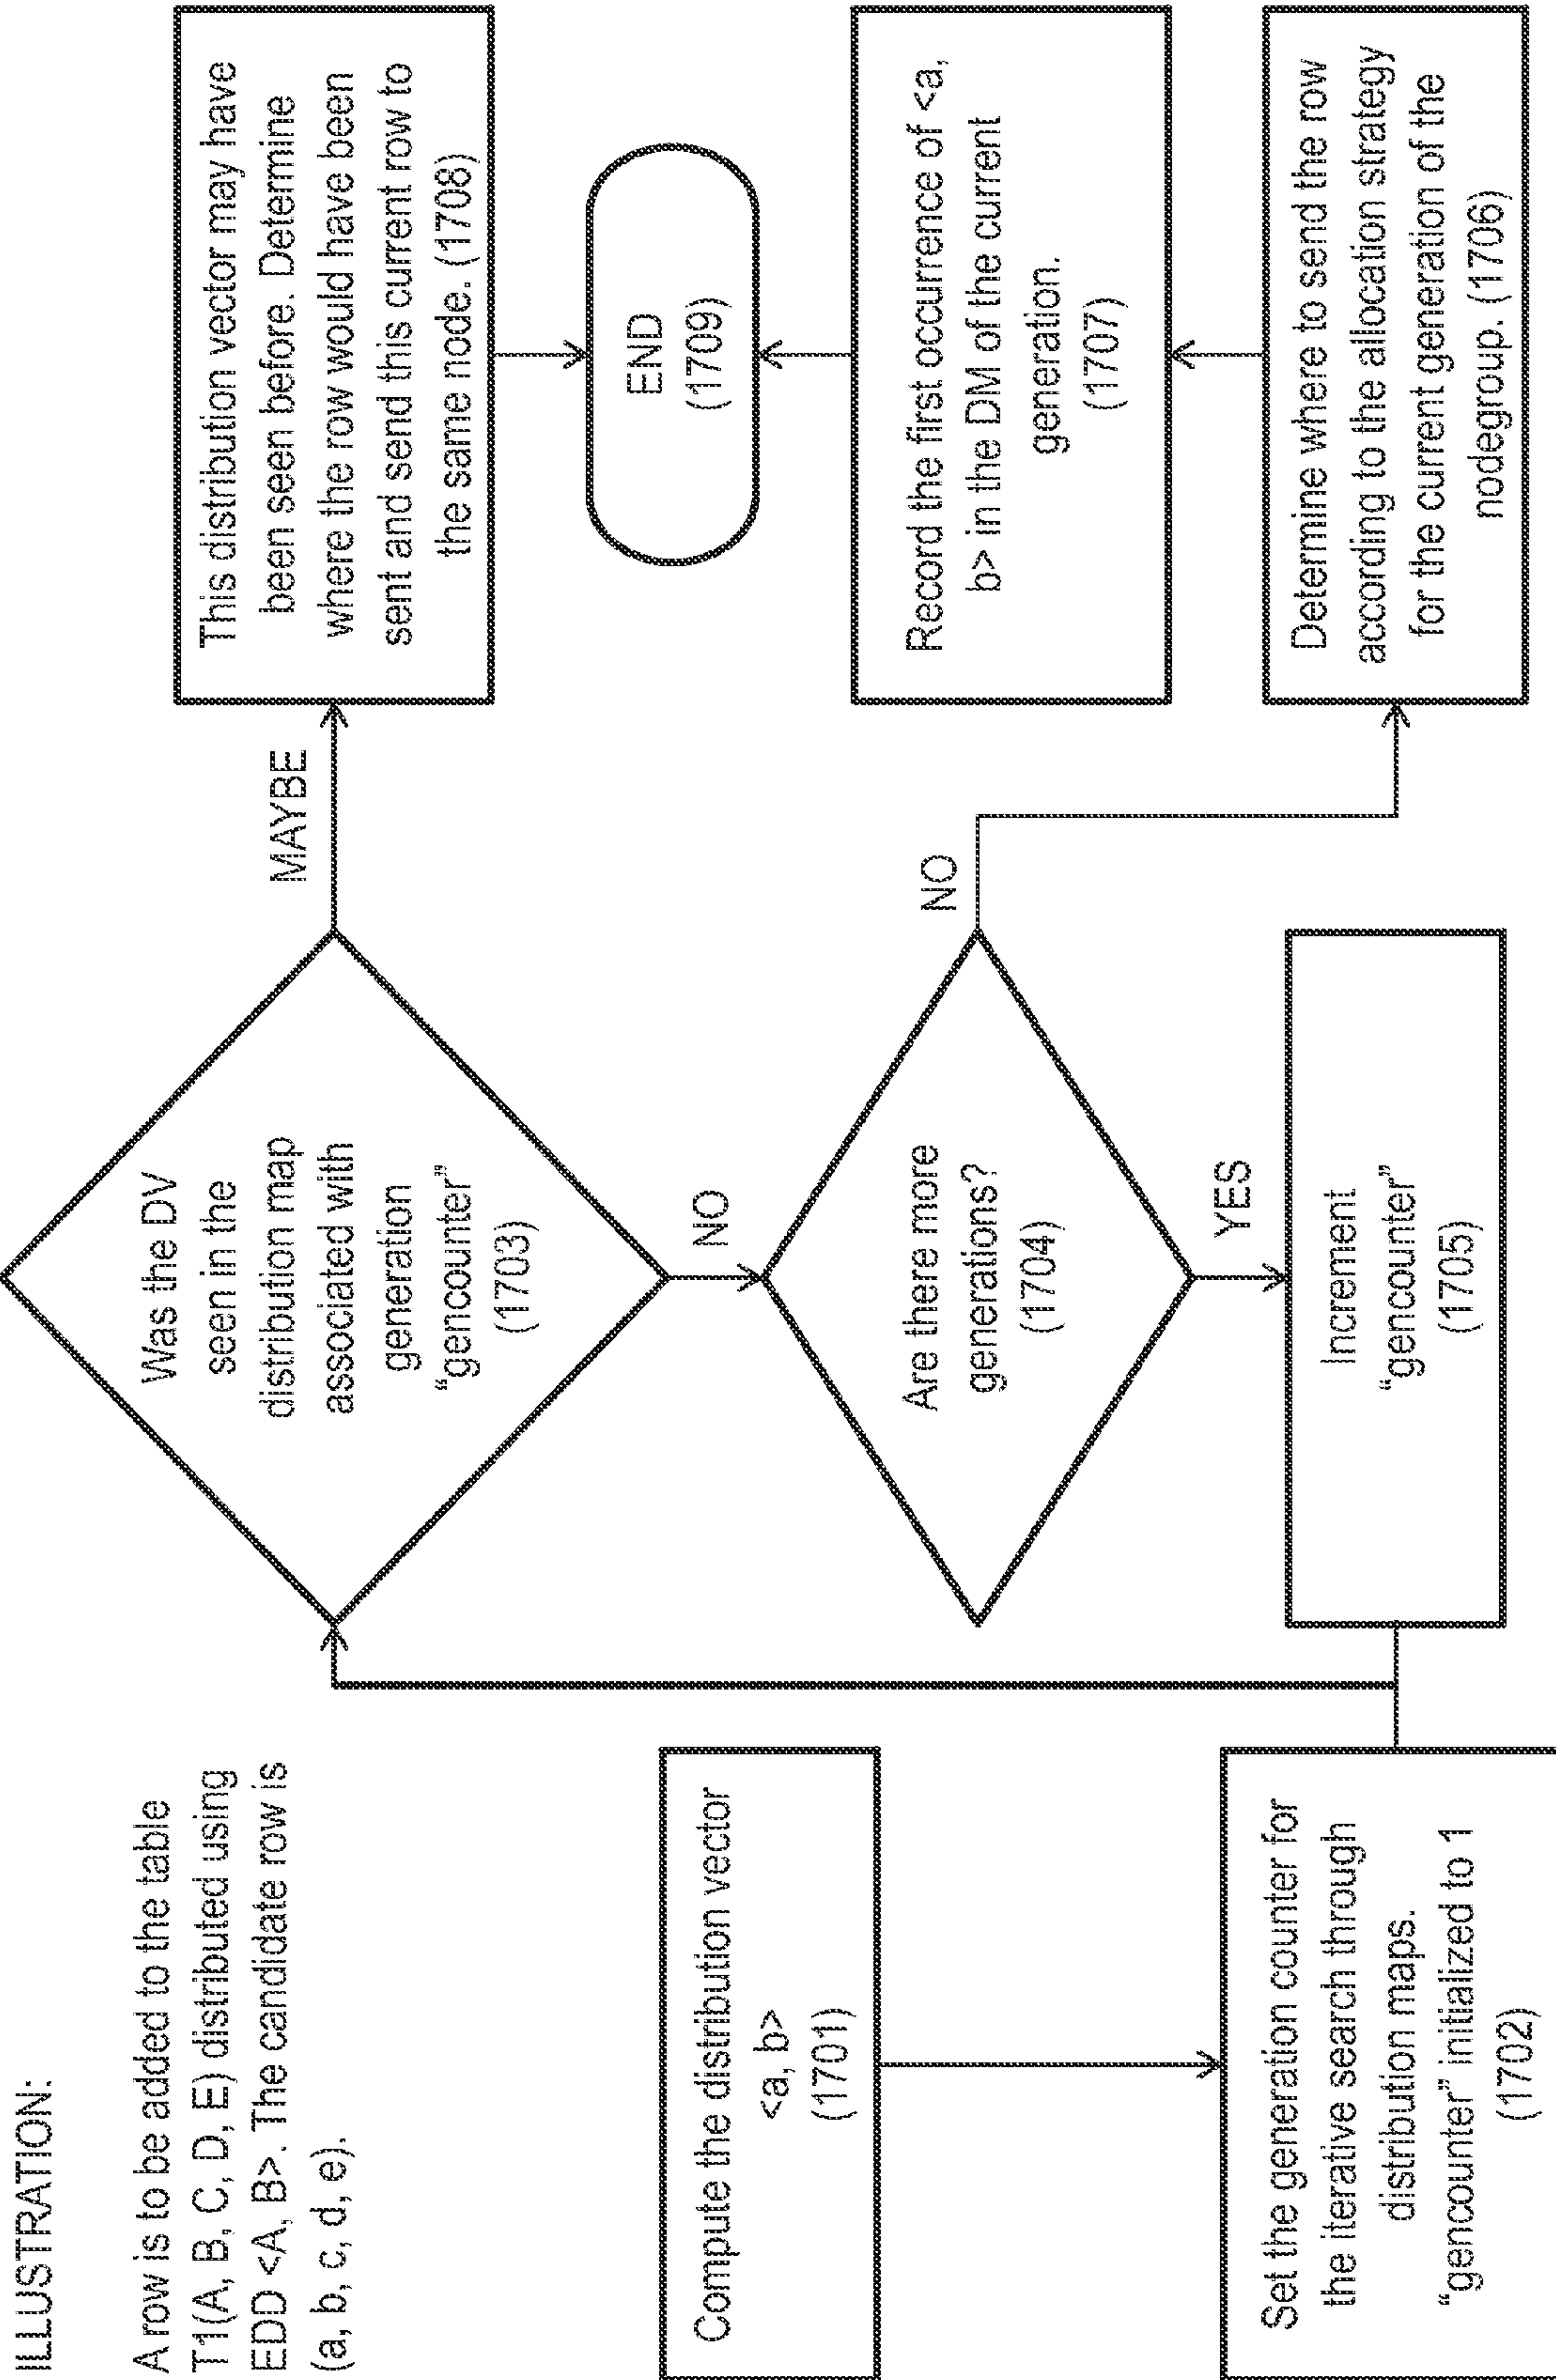 ILLUSTRATION:
A row is to be added to the table
T1(A, B, C, D, E) distributed using
EDD <A, B>. The candidate row is
(a, b, c, d, e).
Compute the distribution vector
<a, b>
(1701)
Set the generation counter for
the iterative search through
distribution maps.
"gencounter" initialized to 1
(1702)
Was the DV
seen in the
distribution map
associated with
generation
"gencounter"
(1703)
MAYBE
NO
Are there more
generations?
(1704)
NO
YES
Increment
"gencounter"
(1705)
This distribution vector may have
been seen before. Determine
where the row would have been
sent and send this current row to
the same node. (1708)
END
(1709)
Record the first occurrence of <a,
b> in the DM of the current
generation.
(1707)
Determine where to send the row
according to the allocation strategy
for the current generation of the
nodegroup. (1706)